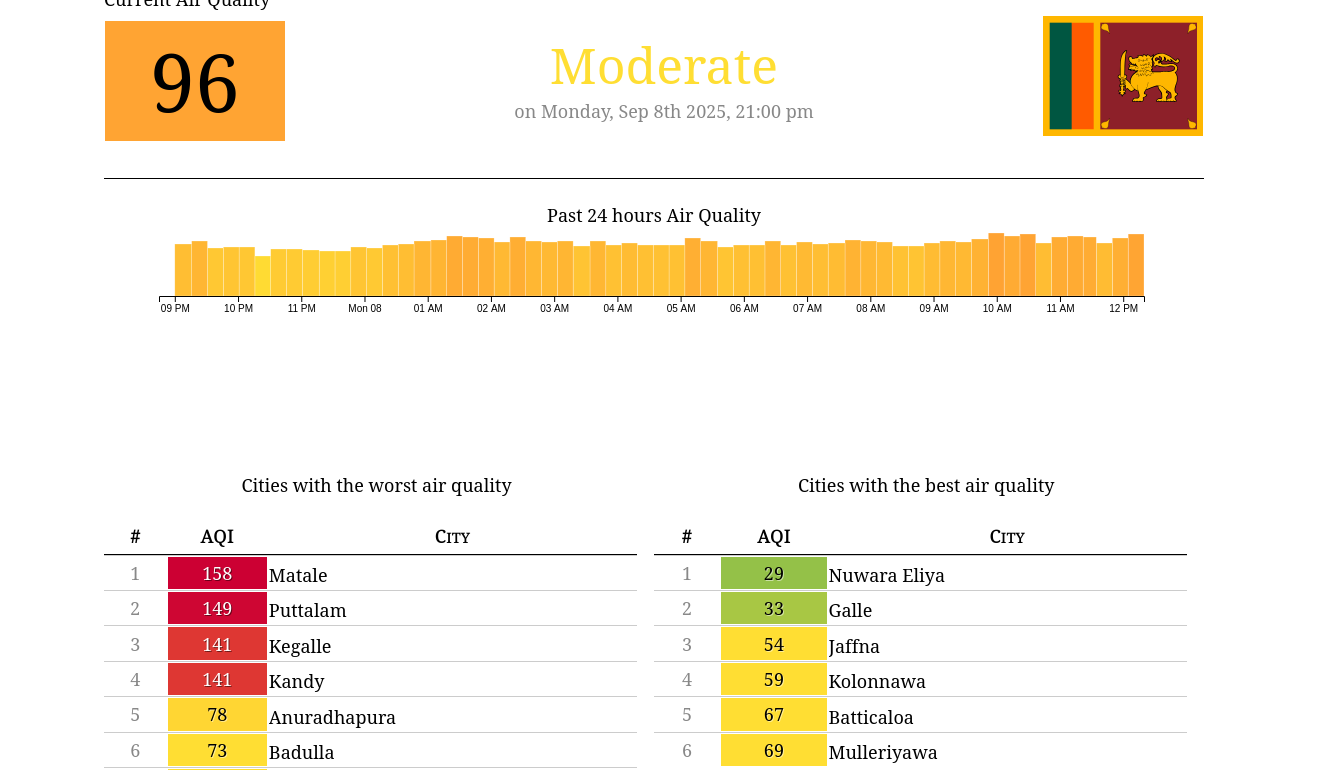 Current Air Quality
96
Moderate
on Monday, Sep 8th 2025, 21:00 pm
Past 24 hours Air Quality
09 PM 10 PM 11 PM Mon 08 01 AM 02 AM 03 AM 04 AM 05 AM 06 AM 07 AM 08 AM 09 AM 10 AM 11 AM 12 PM
Cities with the worst air quality
# AQI City
1 158 Matale
2 149 Puttalam
3 141 Kegalle
4 141 Kandy
5 78 Anuradhapura
6 73 Badulla
Cities with the best air quality
# AQI City
1 29 Nuwara Eliya
2 33 Galle
3 54 Jaffna
4 59 Kolonnawa
5 67 Batticaloa
6 69 Mulleriyawa